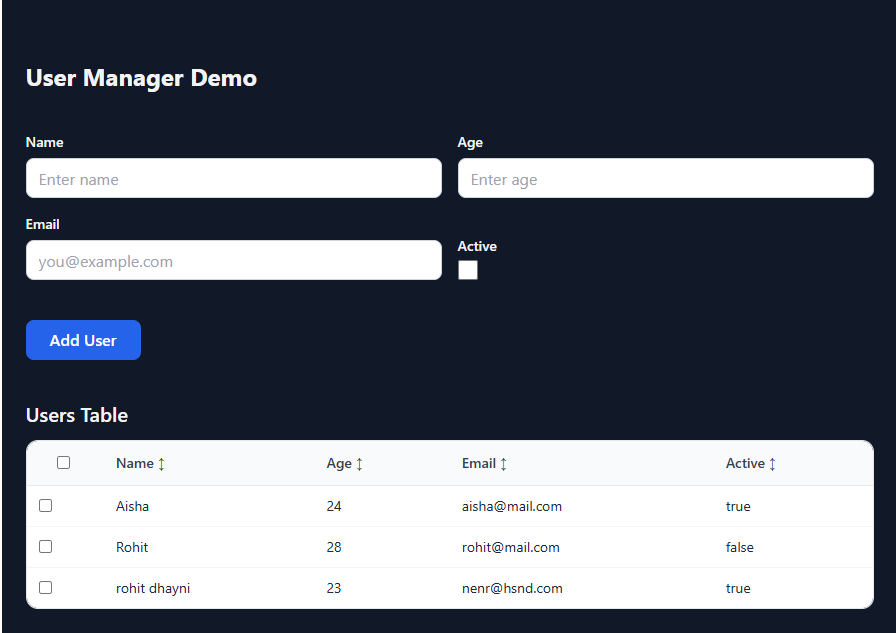 User Manager Demo
Name Age
Enter name Enter age
Email
Active
you@example.com
Add User
Users Table
Name ↕ Age ↕ Email ↕ Active ↕
Aisha 24 aisha@mail.com true
Rohit 28 rohit@mail.com false
rohit dhayni 23 nenr@hsnd.com true